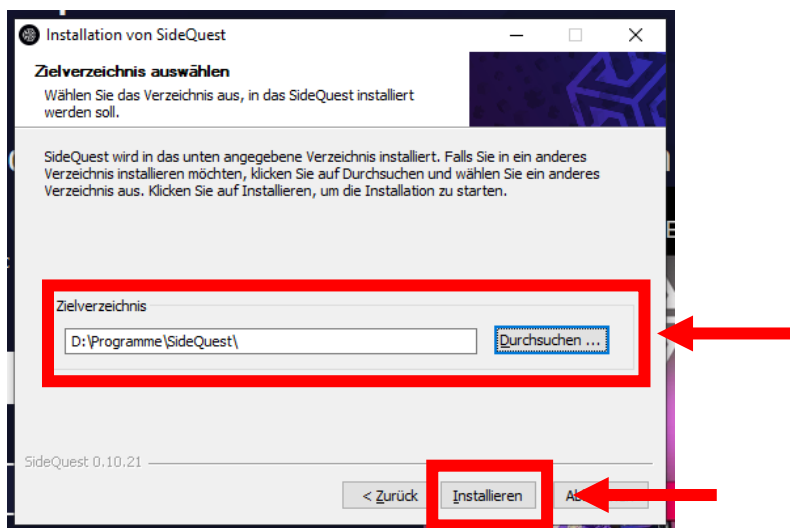 Installation von SideQuest
Zielverzeichnis auswählen
Wählen Sie das Verzeichnis aus, in das SideQuest installiert
werden soll.
SideQuest wird in das unten angegebene Verzeichnis installiert. Falls Sie in ein anderes
Verzeichnis installieren möchten, klicken Sie auf Durchsuchen und wählen Sie ein anderes
Verzeichnis aus. Klicken Sie auf Installieren, um die Installation zu starten.
Zielverzeichnis
D:\Programme\SideQuest\ Durchsuchen ...
SideQuest 0.10.21
< Zurück Installieren